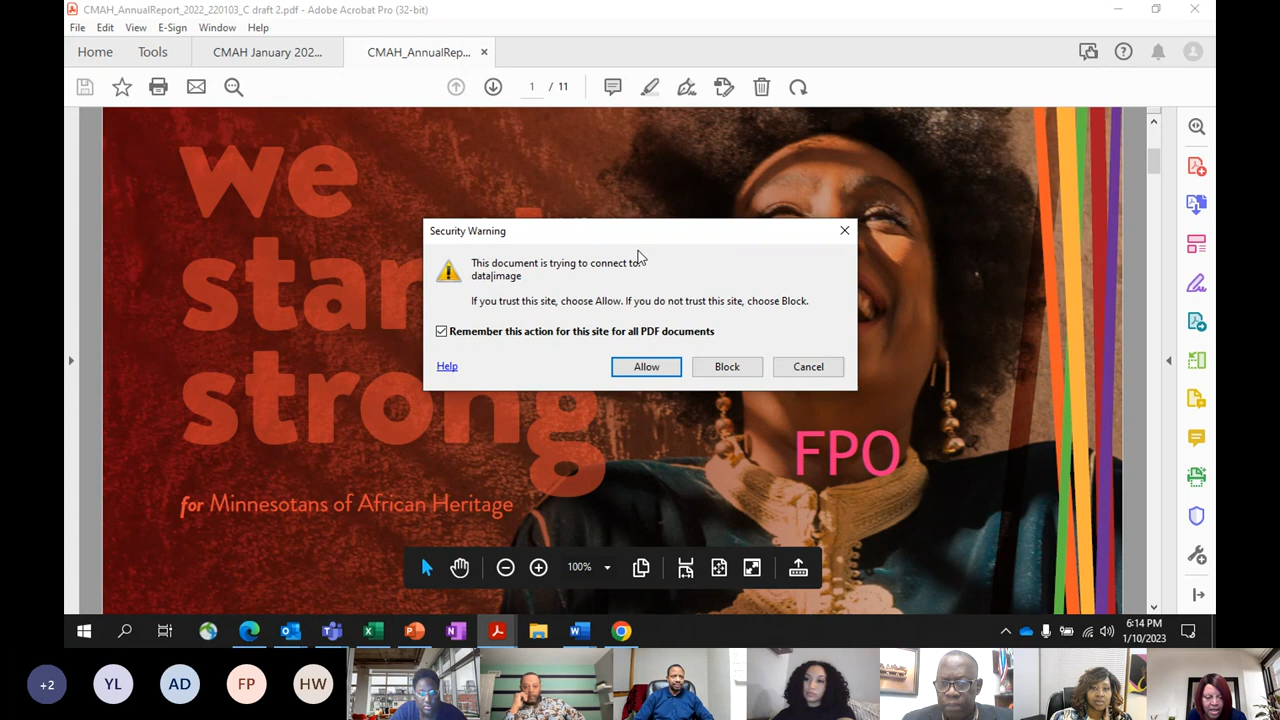 CMAH_AnnualReport_2022_220103_C draft 2.pdf - Adobe Acrobat Pro (32-bit)
File Edit View E-Sign Window Help
Home Tools CMAH January 202... CMAH_AnnualRep...
1 / 11
we
star
strong
for Minnesotans of African Heritage
FPO
Security Warning
This document is trying to connect to:
data|image
If you trust this site, choose Allow. If you do not trust this site, choose Block.
Remember this action for this site for all PDF documents
Help Allow Block Cancel
100%
6:14 PM
1/10/2023
+2 YL AD FP HW